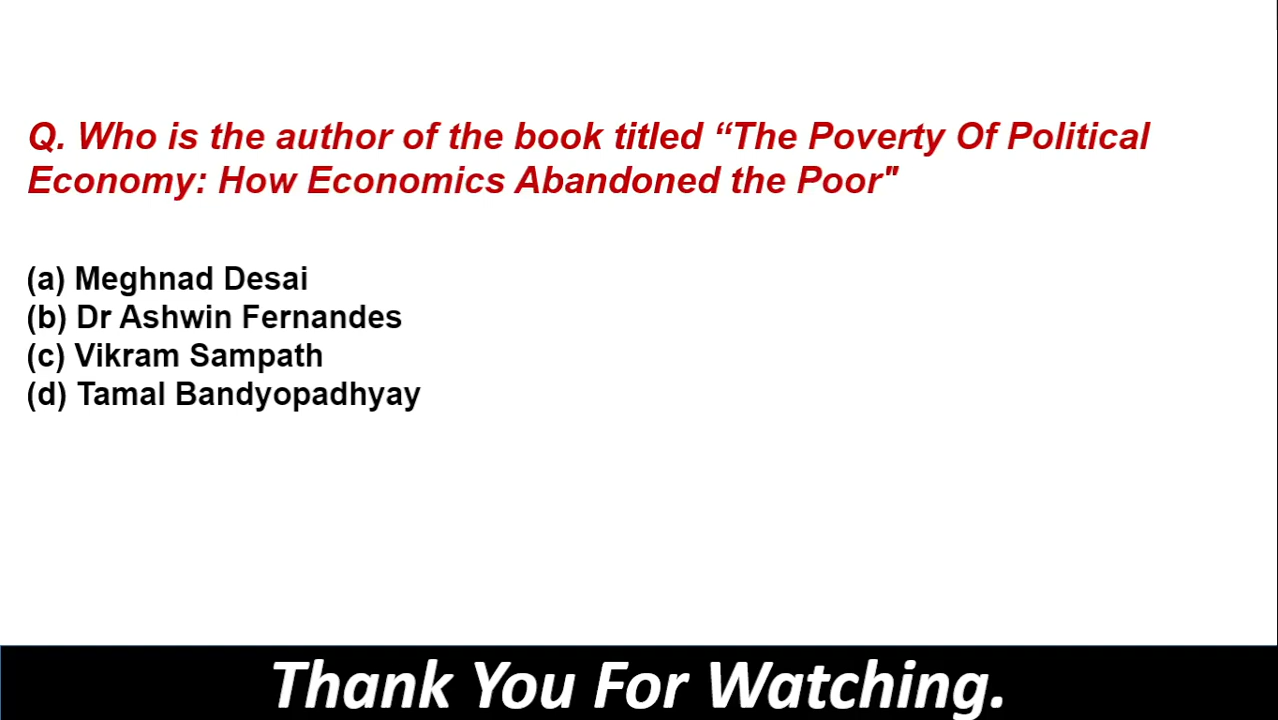 Q. Who is the author of the book titled “The Poverty Of Political
Economy: How Economics Abandoned the Poor"
(a) Meghnad Desai
(b) Dr Ashwin Fernandes
(c) Vikram Sampath
(d) Tamal Bandyopadhyay
Thank You For Watching.